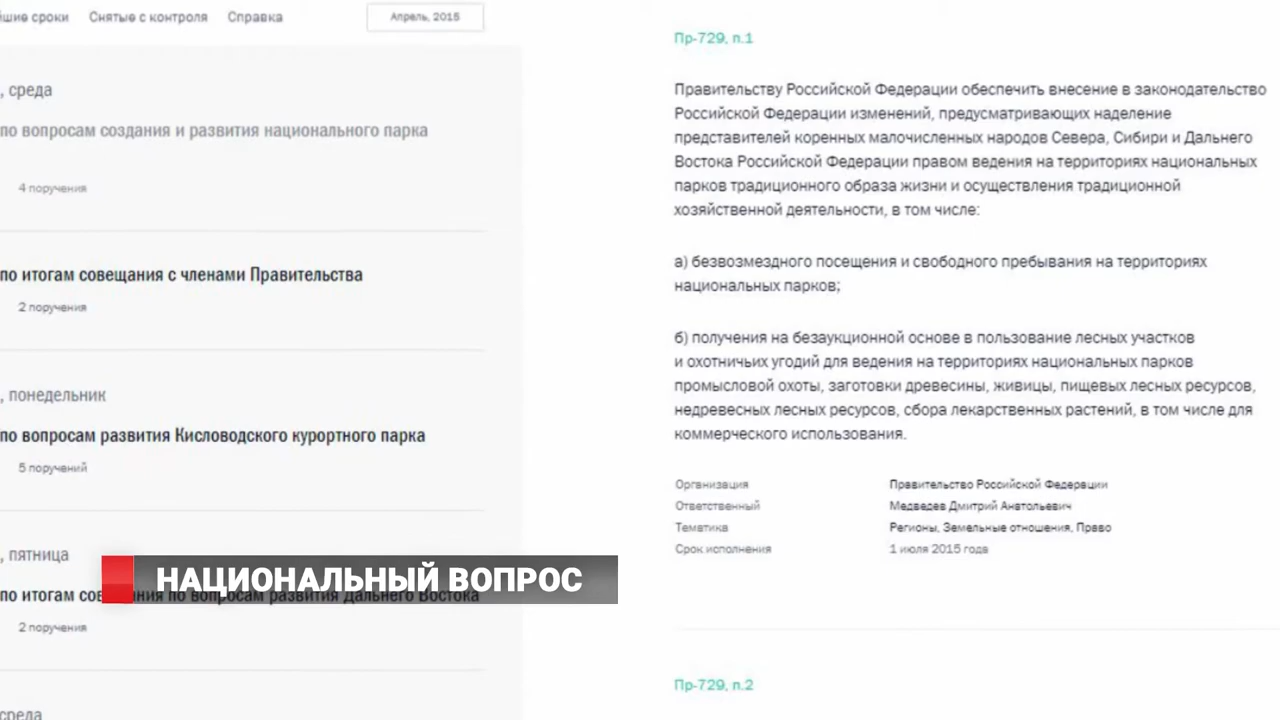 йшие сроки Снятые с контроля Справка
Апрель, 2015
, среда
по вопросам создания и развития национального парка
4 поручения
по итогам совещания с членами Правительства
2 поручения
, понедельник
по вопросам развития Кисловодского курортного парка
5 поручений
, пятница
НАЦИОНАЛЬНЫЙ ВОПРОС
по итогам совещания по вопросам развития Дальнего Востока
2 поручения
среда
Пр-729, п.1
Правительству Российской Федерации обеспечить внесение в законодательство
Российской Федерации изменений, предусматривающих наделение
представителей коренных малочисленных народов Севера, Сибири и Дальнего
Востока Российской Федерации правом ведения на территориях национальных
парков традиционного образа жизни и осуществления традиционной
хозяйственной деятельности, в том числе:
а) безвозмездного посещения и свободного пребывания на территориях
национальных парков;
б) получения на безаукционной основе в пользование лесных участков
и охотничьих угодий для ведения на территориях национальных парков
промысловой охоты, заготовки древесины, живицы, пищевых лесных ресурсов,
недревесных лесных ресурсов, сбора лекарственных растений, в том числе для
коммерческого использования.
Организация Правительство Российской Федерации
Ответственный Медведев Дмитрий Анатольевич
Тематика Регионы, Земельные отношения, Право
Срок исполнения 1 июля 2015 года
Пр-729, п.2